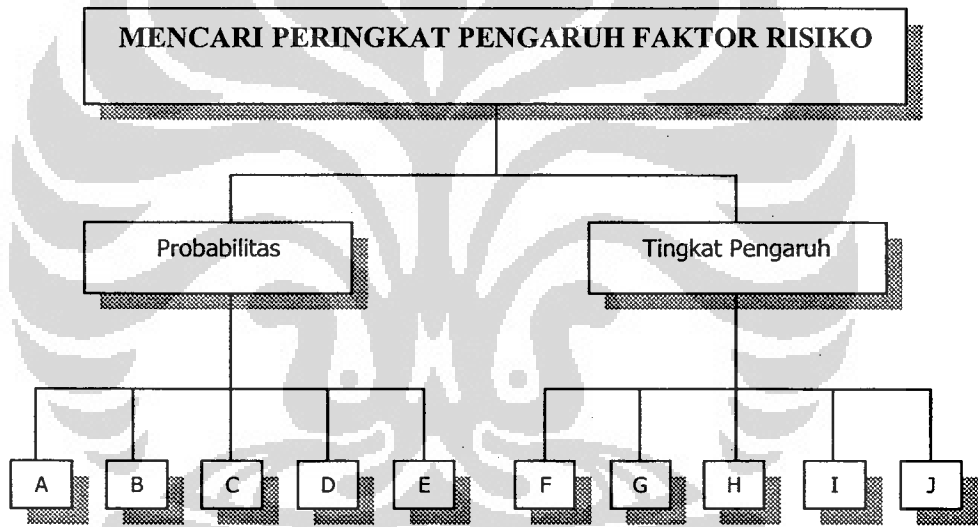 MENCARI PERINGKAT PENGARUH FAKTOR RISIKO
Probabilitas
Tingkat Pengaruh
A B C D E F G H I J